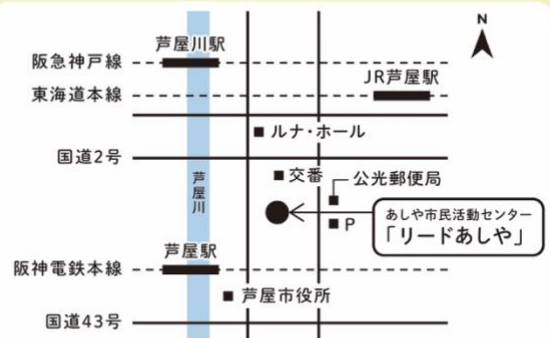 N
芦屋川駅
阪急神戸線
JR芦屋駅
東海道本線
ルナ・ホール
国道2号
交番
公光郵便局
芦屋川
あしや市民活動センター
「リードあしや」
P
芦屋駅
阪神電鉄本線
芦屋市役所
国道43号